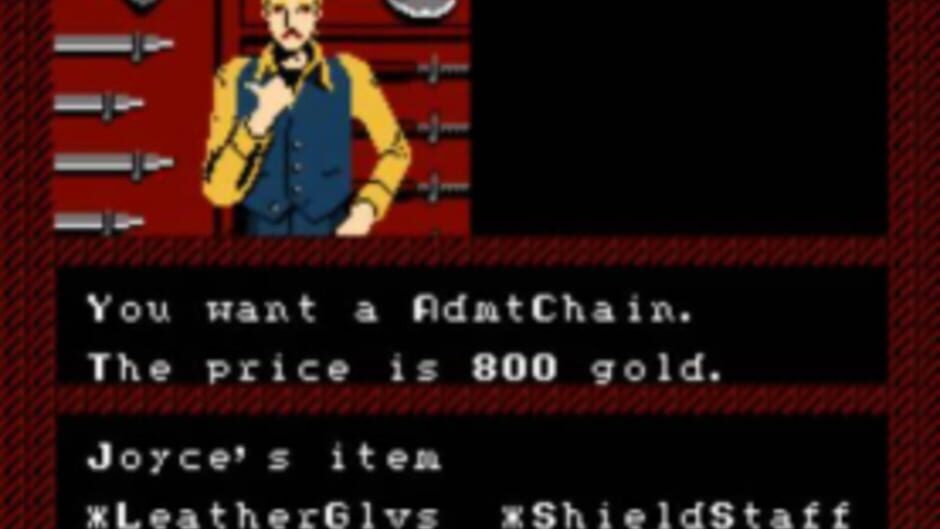 You want a AdmtChain.
The price is 800 gold.
Joyce's item
*LeatherGlvs *ShieldStaff